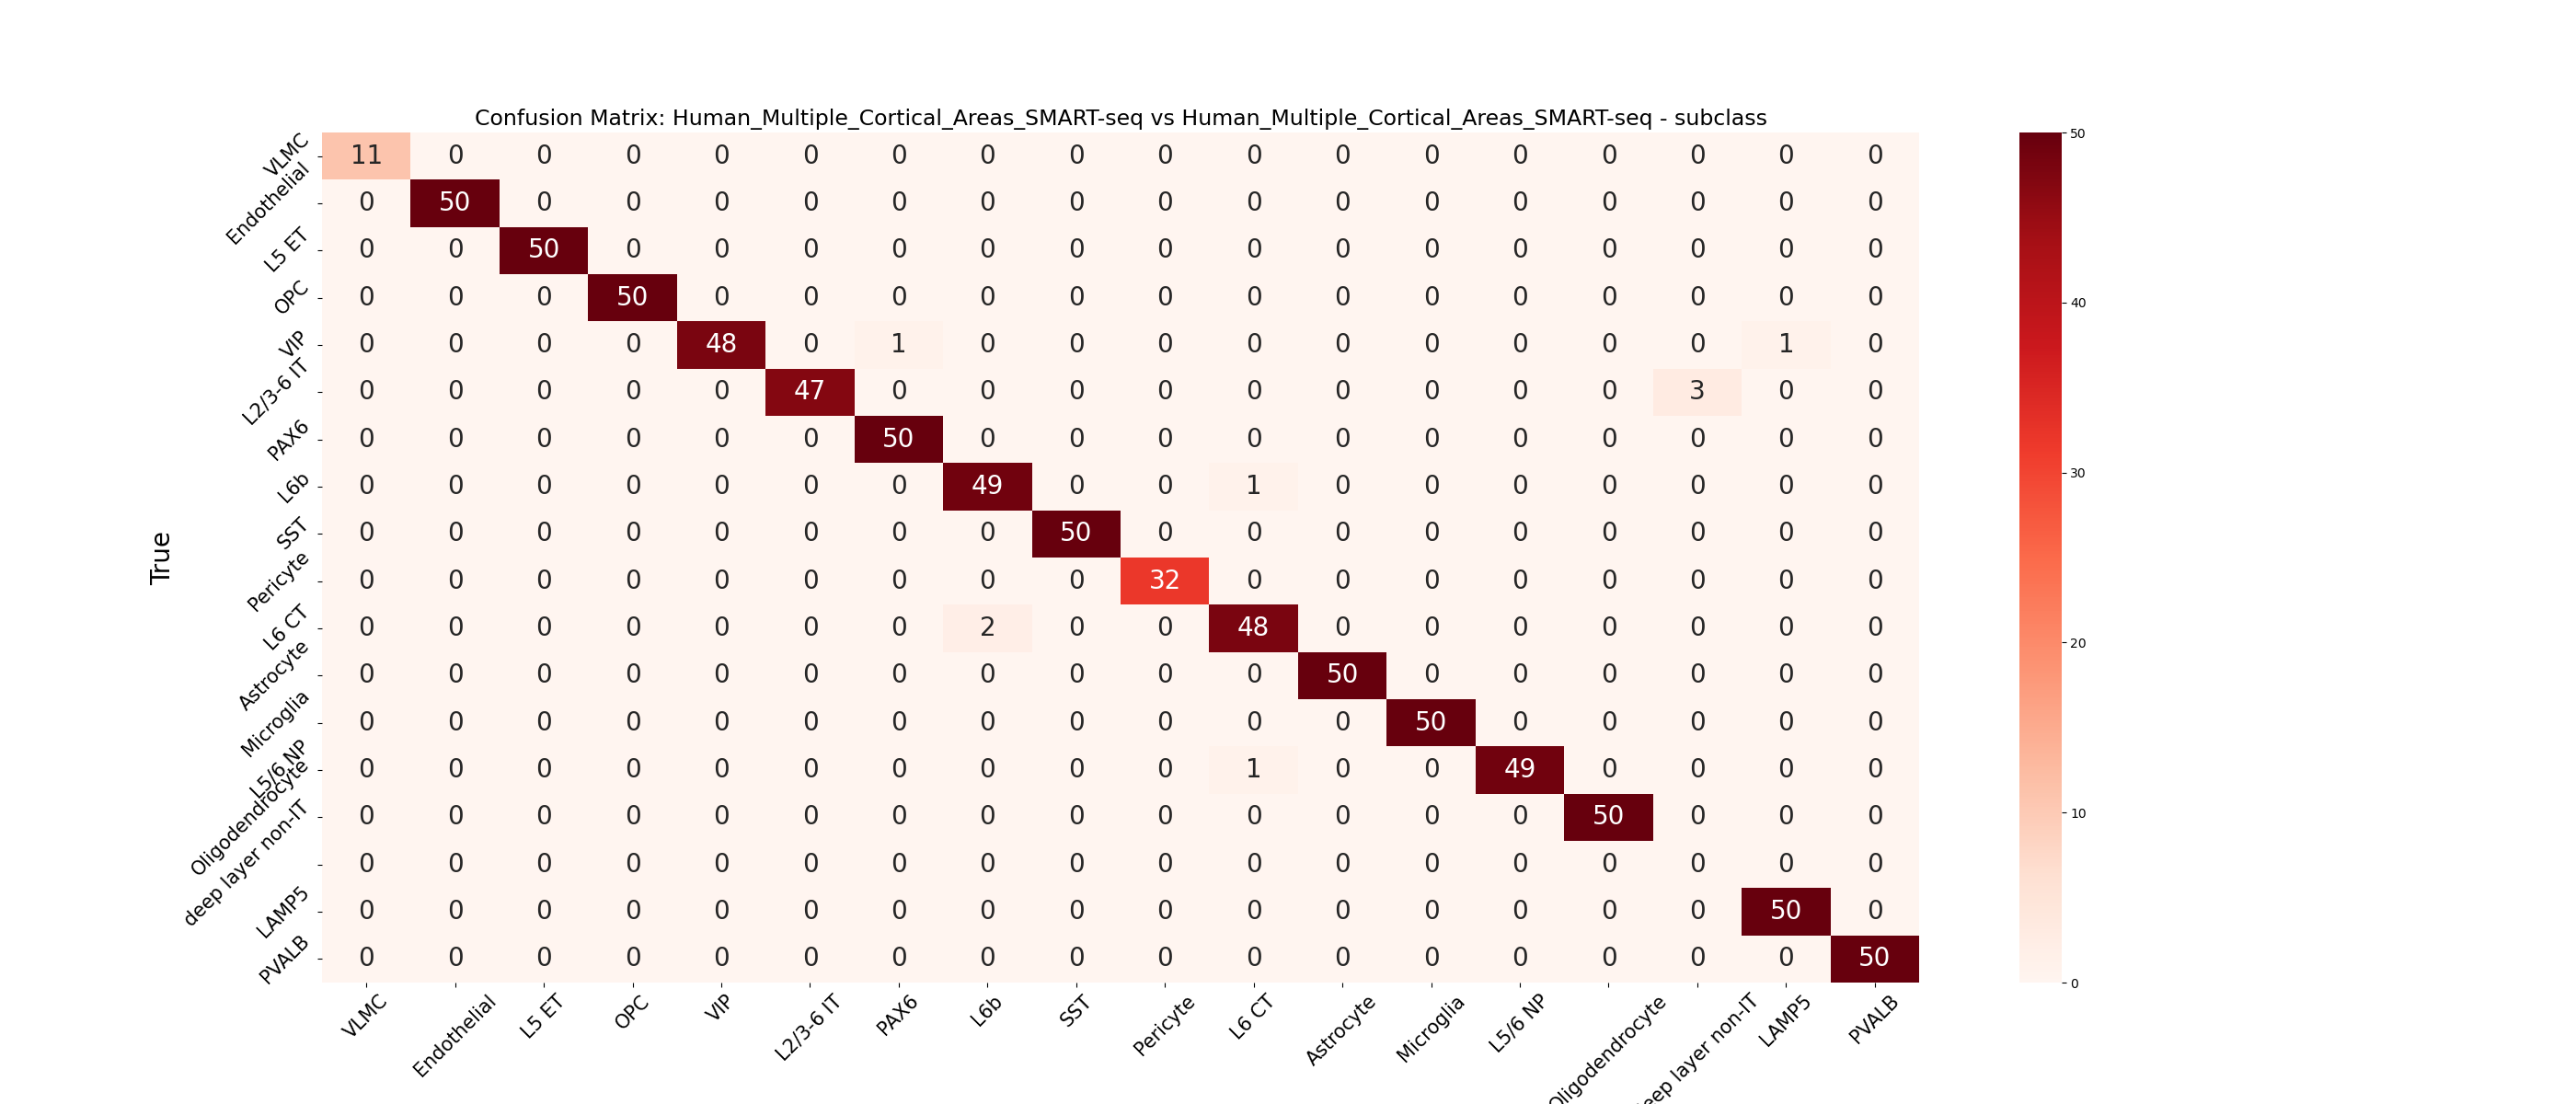 Confusion Matrix: Human_Multiple_Cortical_Areas_SMART-seq vs Human_Multiple_Cortical_Areas_SMART-seq - subclass
VLMC 11 0 0 0 0 0 0 0 0 0 0 0 0 0 0 0 0 0
Endothelial 0 50 0 0 0 0 0 0 0 0 0 0 0 0 0 0 0 0
L5 ET 0 0 50 0 0 0 0 0 0 0 0 0 0 0 0 0 0 0
OPC 0 0 0 50 0 0 0 0 0 0 0 0 0 0 0 0 0 0
VIP 0 0 0 0 48 0 1 0 0 0 0 0 0 0 0 0 1 0
L2/3-6 IT 0 0 0 0 0 47 0 0 0 0 0 0 0 0 0 3 0 0
PAX6 0 0 0 0 0 0 50 0 0 0 0 0 0 0 0 0 0 0
L6b 0 0 0 0 0 0 0 49 0 0 1 0 0 0 0 0 0 0
SST 0 0 0 0 0 0 0 0 50 0 0 0 0 0 0 0 0 0
Pericyte 0 0 0 0 0 0 0 0 0 32 0 0 0 0 0 0 0 0
L6 CT 0 0 0 0 0 0 0 2 0 0 48 0 0 0 0 0 0 0
Astrocyte 0 0 0 0 0 0 0 0 0 0 0 50 0 0 0 0 0 0
Microglia 0 0 0 0 0 0 0 0 0 0 0 0 50 0 0 0 0 0
L5/6 NP 0 0 0 0 0 0 0 0 0 0 1 0 0 49 0 0 0 0
Oligodendrocyte 0 0 0 0 0 0 0 0 0 0 0 0 0 0 50 0 0 0
deep layer non-IT 0 0 0 0 0 0 0 0 0 0 0 0 0 0 0 0 0 0
LAMP5 0 0 0 0 0 0 0 0 0 0 0 0 0 0 0 0 50 0
PVALB 0 0 0 0 0 0 0 0 0 0 0 0 0 0 0 0 0 50
True
VLMC Endothelial L5 ET OPC VIP L2/3-6 IT PAX6 L6b SST Pericyte L6 CT Astrocyte Microglia L5/6 NP Oligodendrocyte eep layer non-IT LAMP5 PVALB
50
40
30
20
10
0